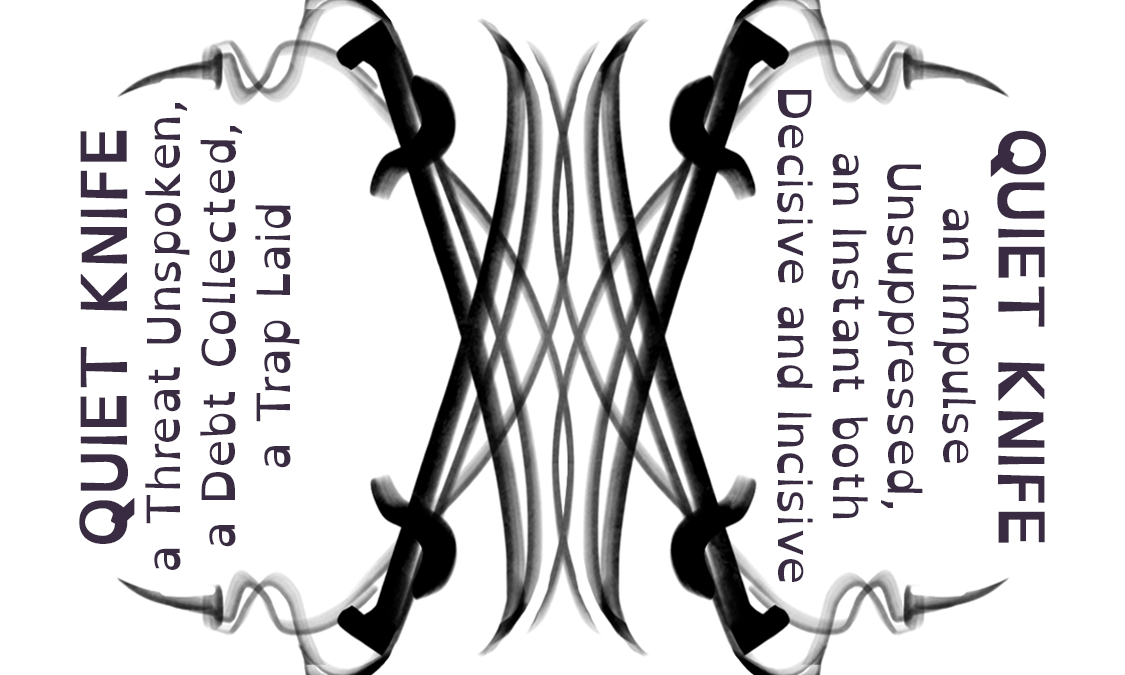 QUIET KNIFE
a Threat Unspoken,
a Debt Collected,
a Trap Laid
QUIET KNIFE
an Impulse
Unsuppressed,
an Instant both
Decisive and Incisive